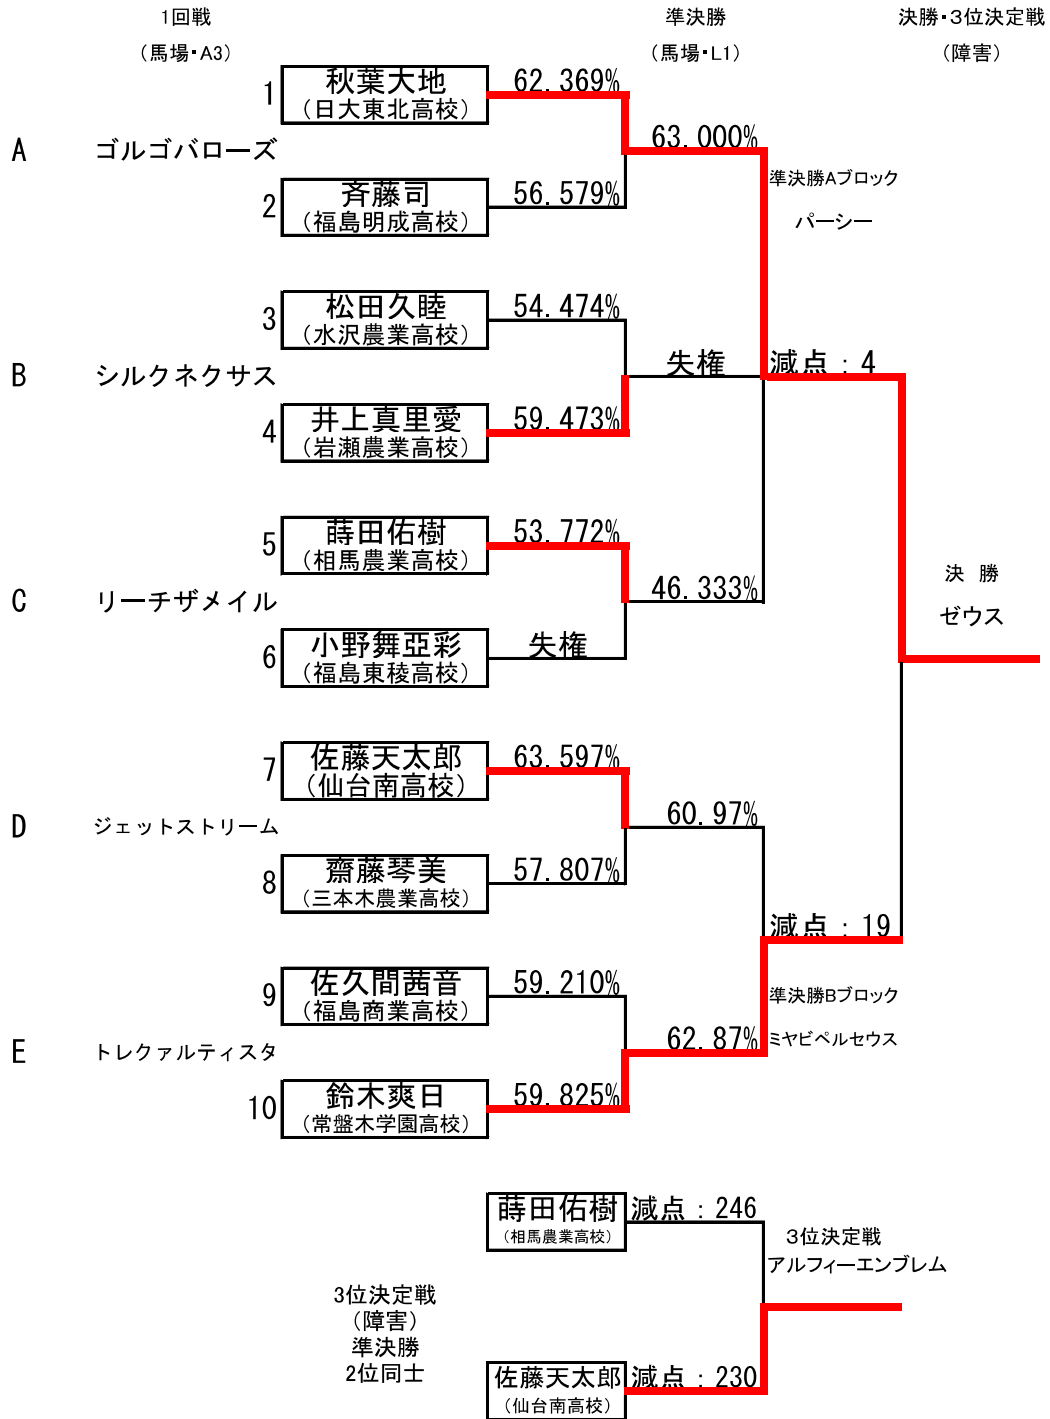 1回戦
準決勝
決勝・3位決定戦
(馬場・A3)
(馬場・L1)
(障害)
1
秋葉大地
(日大東北高校)
62.369%
A
ゴルゴバローズ
63.000%
2
斉藤司
(福島明成高校)
56.579%
準決勝Aブロック
パーシー
3
松田久睦
(水沢農業高校)
54.474%
B
シルクネクサス
失権
減点：4
4
井上真里愛
(岩瀬農業高校)
59.473%
5
蒔田佑樹
(相馬農業高校)
53.772%
C
リーチザメイル
46.333%
決 勝
ゼウス
6
小野舞亞彩
(福島東稜高校)
失権
7
佐藤天太郎
(仙台南高校)
63.597%
D
ジェットストリーム
60.97%
8
齋藤琴美
(三本木農業高校)
57.807%
減点：19
9
佐久間茜音
(福島商業高校)
59.210%
準決勝Bブロック
E
トレクァルティスタ
62.87%
ミヤビペルセウス
10
鈴木爽日
(常盤木学園高校)
59.825%
蒔田佑樹
(相馬農業高校)
減点：246
3位決定戦
アルフィーエンブレム
3位決定戦
(障害)
準決勝
2位同士
佐藤天太郎
(仙台南高校)
減点：230